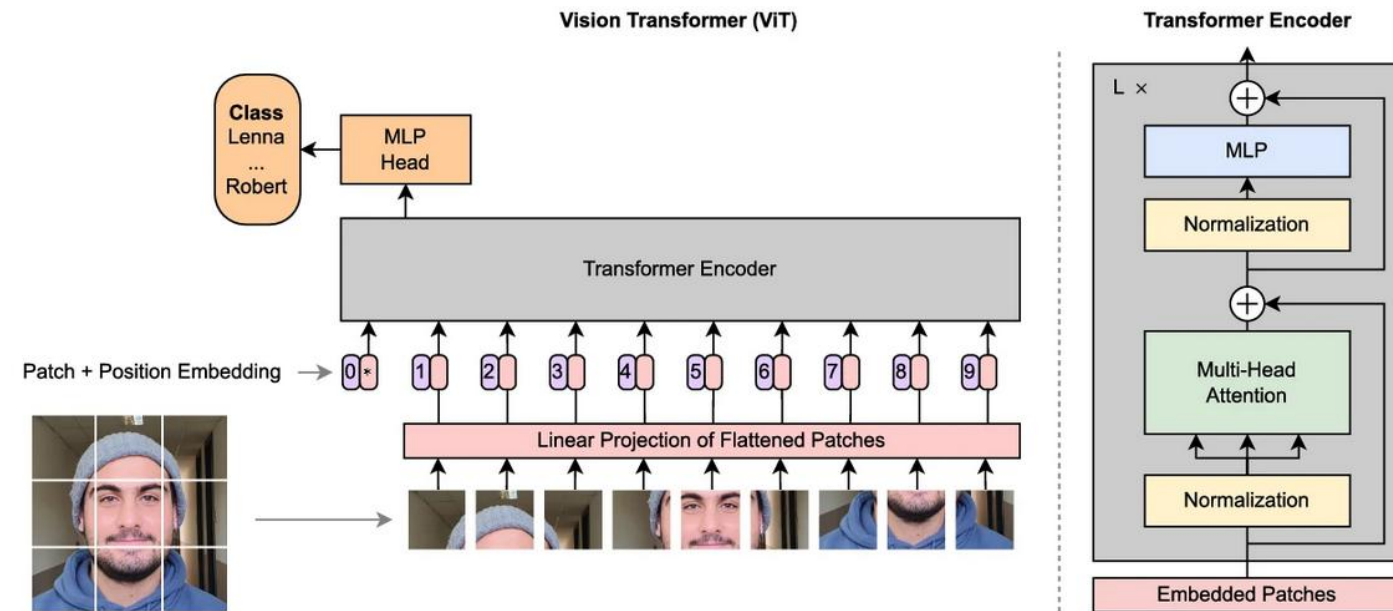 Vision Transformer (ViT)
Class
Lenna
...
Robert
MLP
Head
Transformer Encoder
Patch + Position Embedding
0 * 1 2 3 4 5 6 7 8 9
Linear Projection of Flattened Patches
Transformer Encoder
L ×
+
MLP
Normalization
+
Multi-Head
Attention
Normalization
Embedded Patches